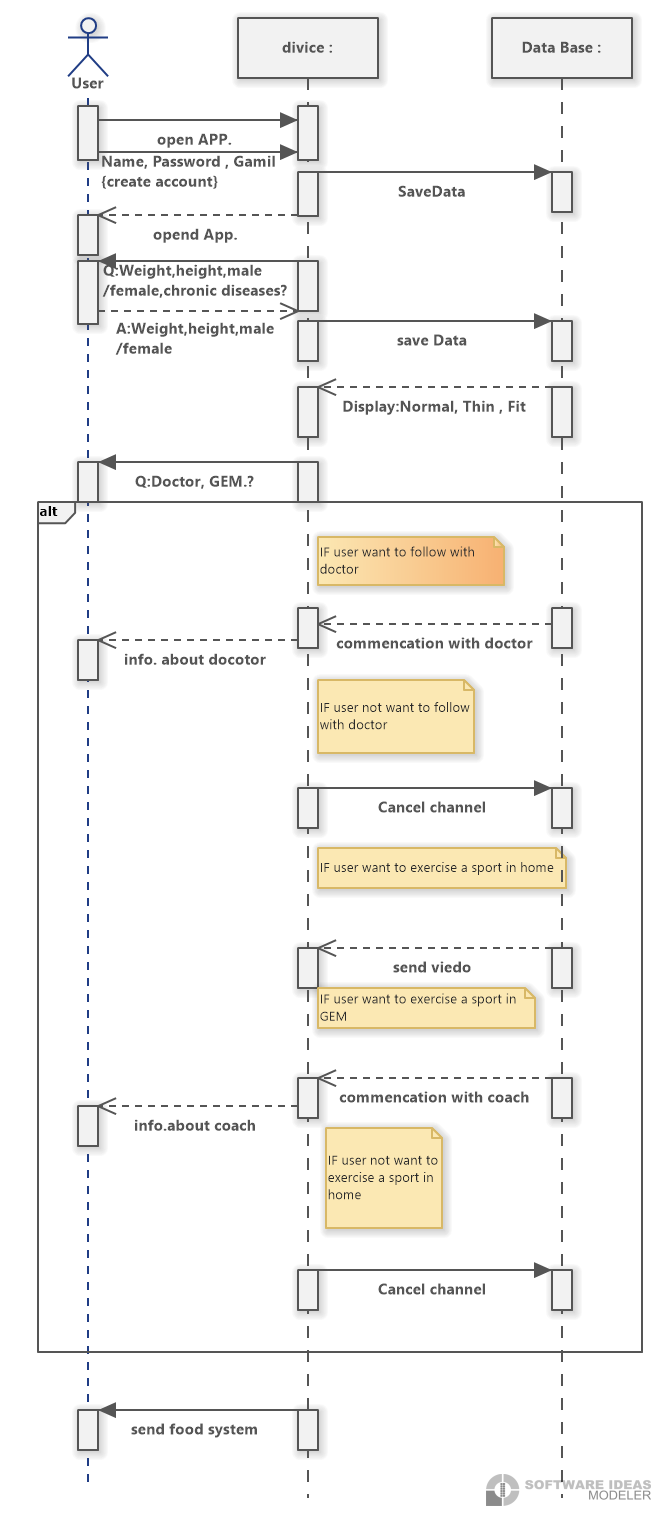 User
divice :
Data Base :
open APP.
Name, Password , Gamil
{create account}
SaveData
opend App.
Q:Weight,height,male
/female,chronic diseases?
A:Weight,height,male
/female
save Data
Display:Normal, Thin , Fit
Q:Doctor, GEM.?
alt
IF user want to follow with
doctor
commencation with doctor
info. about docotor
IF user not want to follow
with doctor
Cancel channel
IF user want to exercise a sport in home
send viedo
IF user want to exercise a sport in
GEM
commencation with coach
info.about coach
IF user not want to
exercise a sport in
home
Cancel channel
send food system
SOFTWARE IDEAS
MODELER